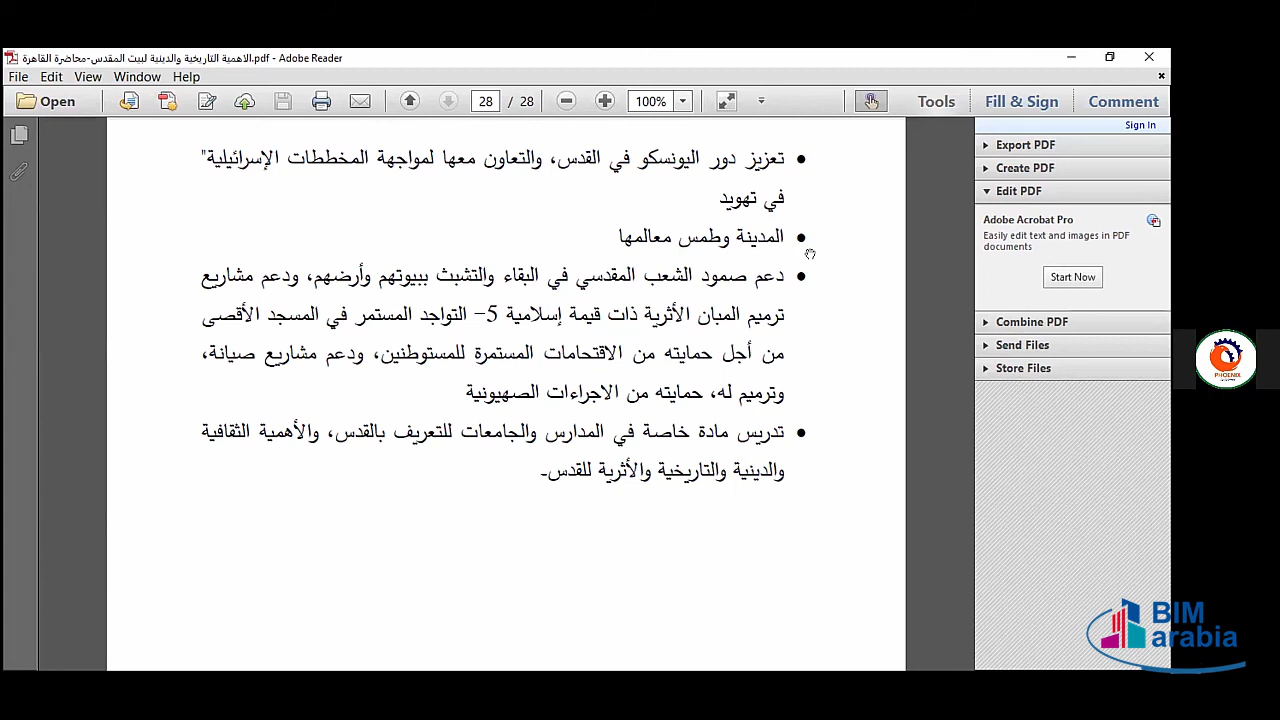 الاهمية التاريخية والدينية لبيت المقدس-محاضرة القاهرة.pdf - Adobe Reader
File Edit View Window Help
Open 28 / 28 100% Tools Fill & Sign Comment
Sign In
Export PDF
Create PDF
Edit PDF
Adobe Acrobat Pro
Easily edit text and images in PDF
documents
Start Now
Combine PDF
Send Files
Store Files
• تعزيز دور اليونسكو في القدس، والتعاون معها لمواجهة المخططات الإسرائيلية"
في تهويد
• المدينة وطمس معالمها
• دعم صمود الشعب المقدسي في البقاء والتشبث ببيوتهم وأرضهم، ودعم مشاريع
ترميم المبان الأثرية ذات قيمة إسلامية 5– التواجد المستمر في المسجد الأقصى
من أجل حمايته من الاقتحامات المستمرة للمستوطنين، ودعم مشاريع صيانة،
وترميم له، حمايته من الاجراءات الصهيونية
• تدريس مادة خاصة في المدارس والجامعات للتعريف بالقدس، والأهمية الثقافية
والدينية والتاريخية والأثرية للقدس.
PHOENIX
BIM
arabia